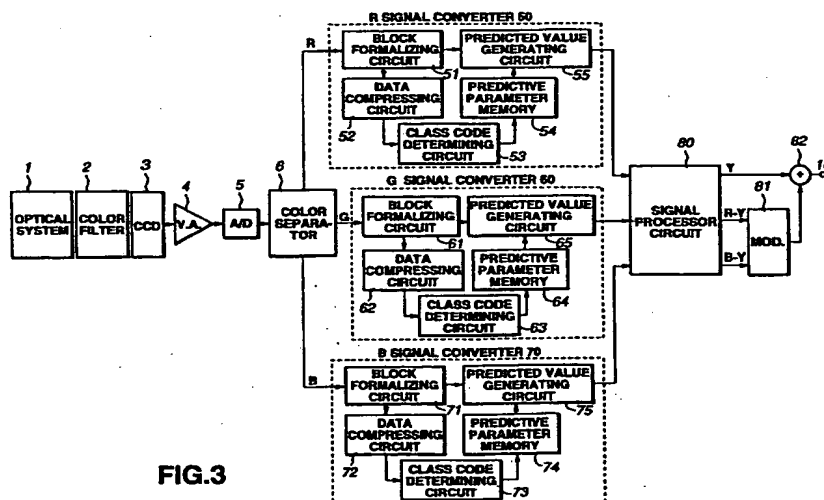 R SIGNAL CONVERTER 50
R
BLOCK
FORMALIZING
CIRCUIT
51
PREDICTED VALUE
GENERATING
CIRCUIT
55
DATA
COMPRESSING
CIRCUIT
52
PREDICTIVE
PARAMETER
MEMORY
54
CLASS CODE
DETERMINING
CIRCUIT
53
1
OPTICAL
SYSTEM
2
COLOR
FILTER
3
CCD
4
V.A.
5
A/D
6
COLOR
SEPARA-
TOR
G SIGNAL CONVERTER 60
G
BLOCK
FORMALIZING
CIRCUIT
61
PREDICTED VALUE
GENERATING
CIRCUIT
65
DATA
COMPRESSING
CIRCUIT
62
PREDICTIVE
PARAMETER
MEMORY
64
CLASS CODE
DETERMINING
CIRCUIT
63
80
SIGNAL
PROCESSOR
CIRCUIT
Y
R-Y
B-Y
81
MOD.
82
B SIGNAL CONVERTER 70
B
BLOCK
FORMALIZING
CIRCUIT
71
PREDICTED VALUE
GENERATING
CIRCUIT
75
DATA
COMPRESSING
CIRCUIT
72
PREDICTIVE
PARAMETER
MEMORY
74
CLASS CODE
DETERMINING
CIRCUIT
73
FIG.3